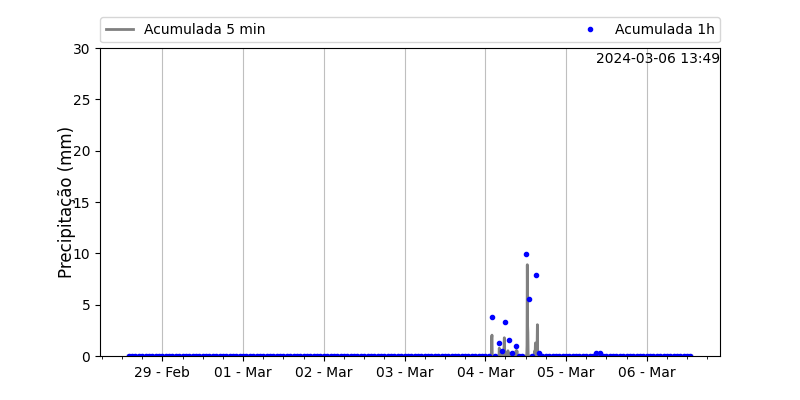 Acumulada 5 min
Acumulada 1h
2024-03-06 13:49
Precipitação (mm)
30
25
20
15
10
5
0
29 - Feb
01 - Mar
02 - Mar
03 - Mar
04 - Mar
05 - Mar
06 - Mar